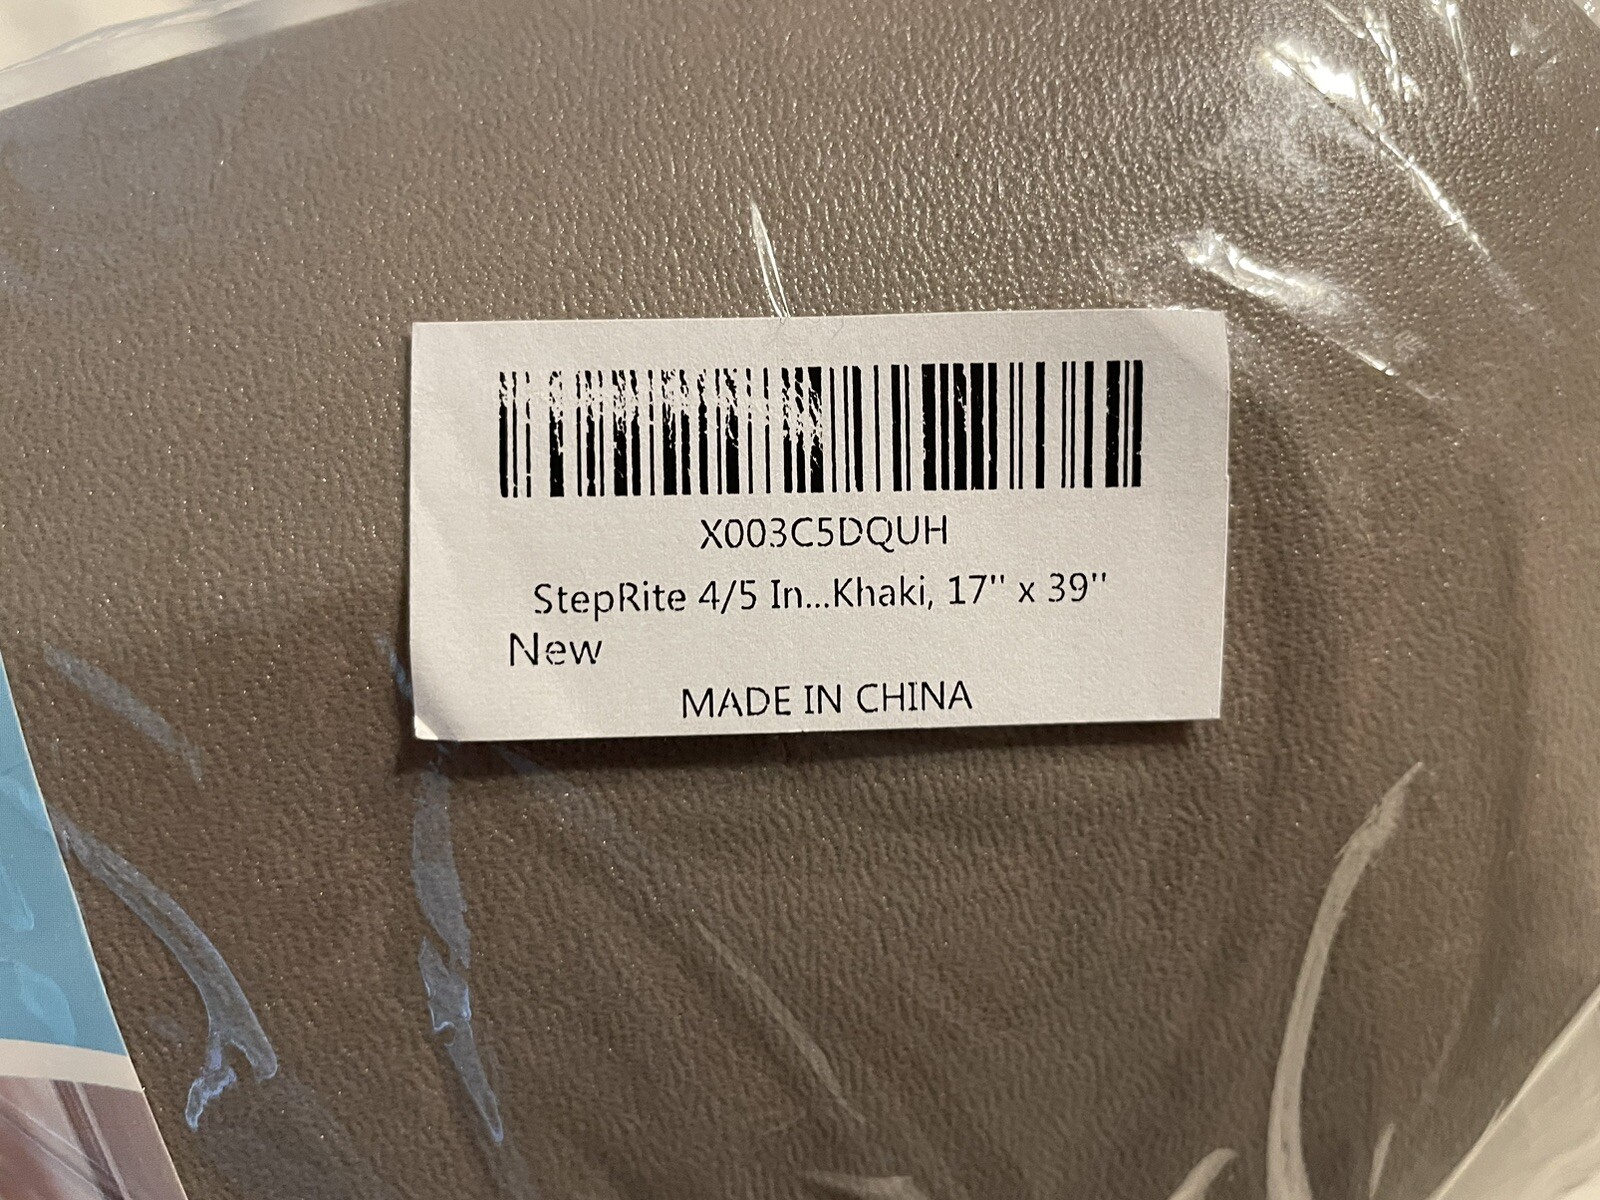 X003C5DQUH
StepRite 4/5 In...Khaki, 17'' x 39''
New
MADE IN CHINA